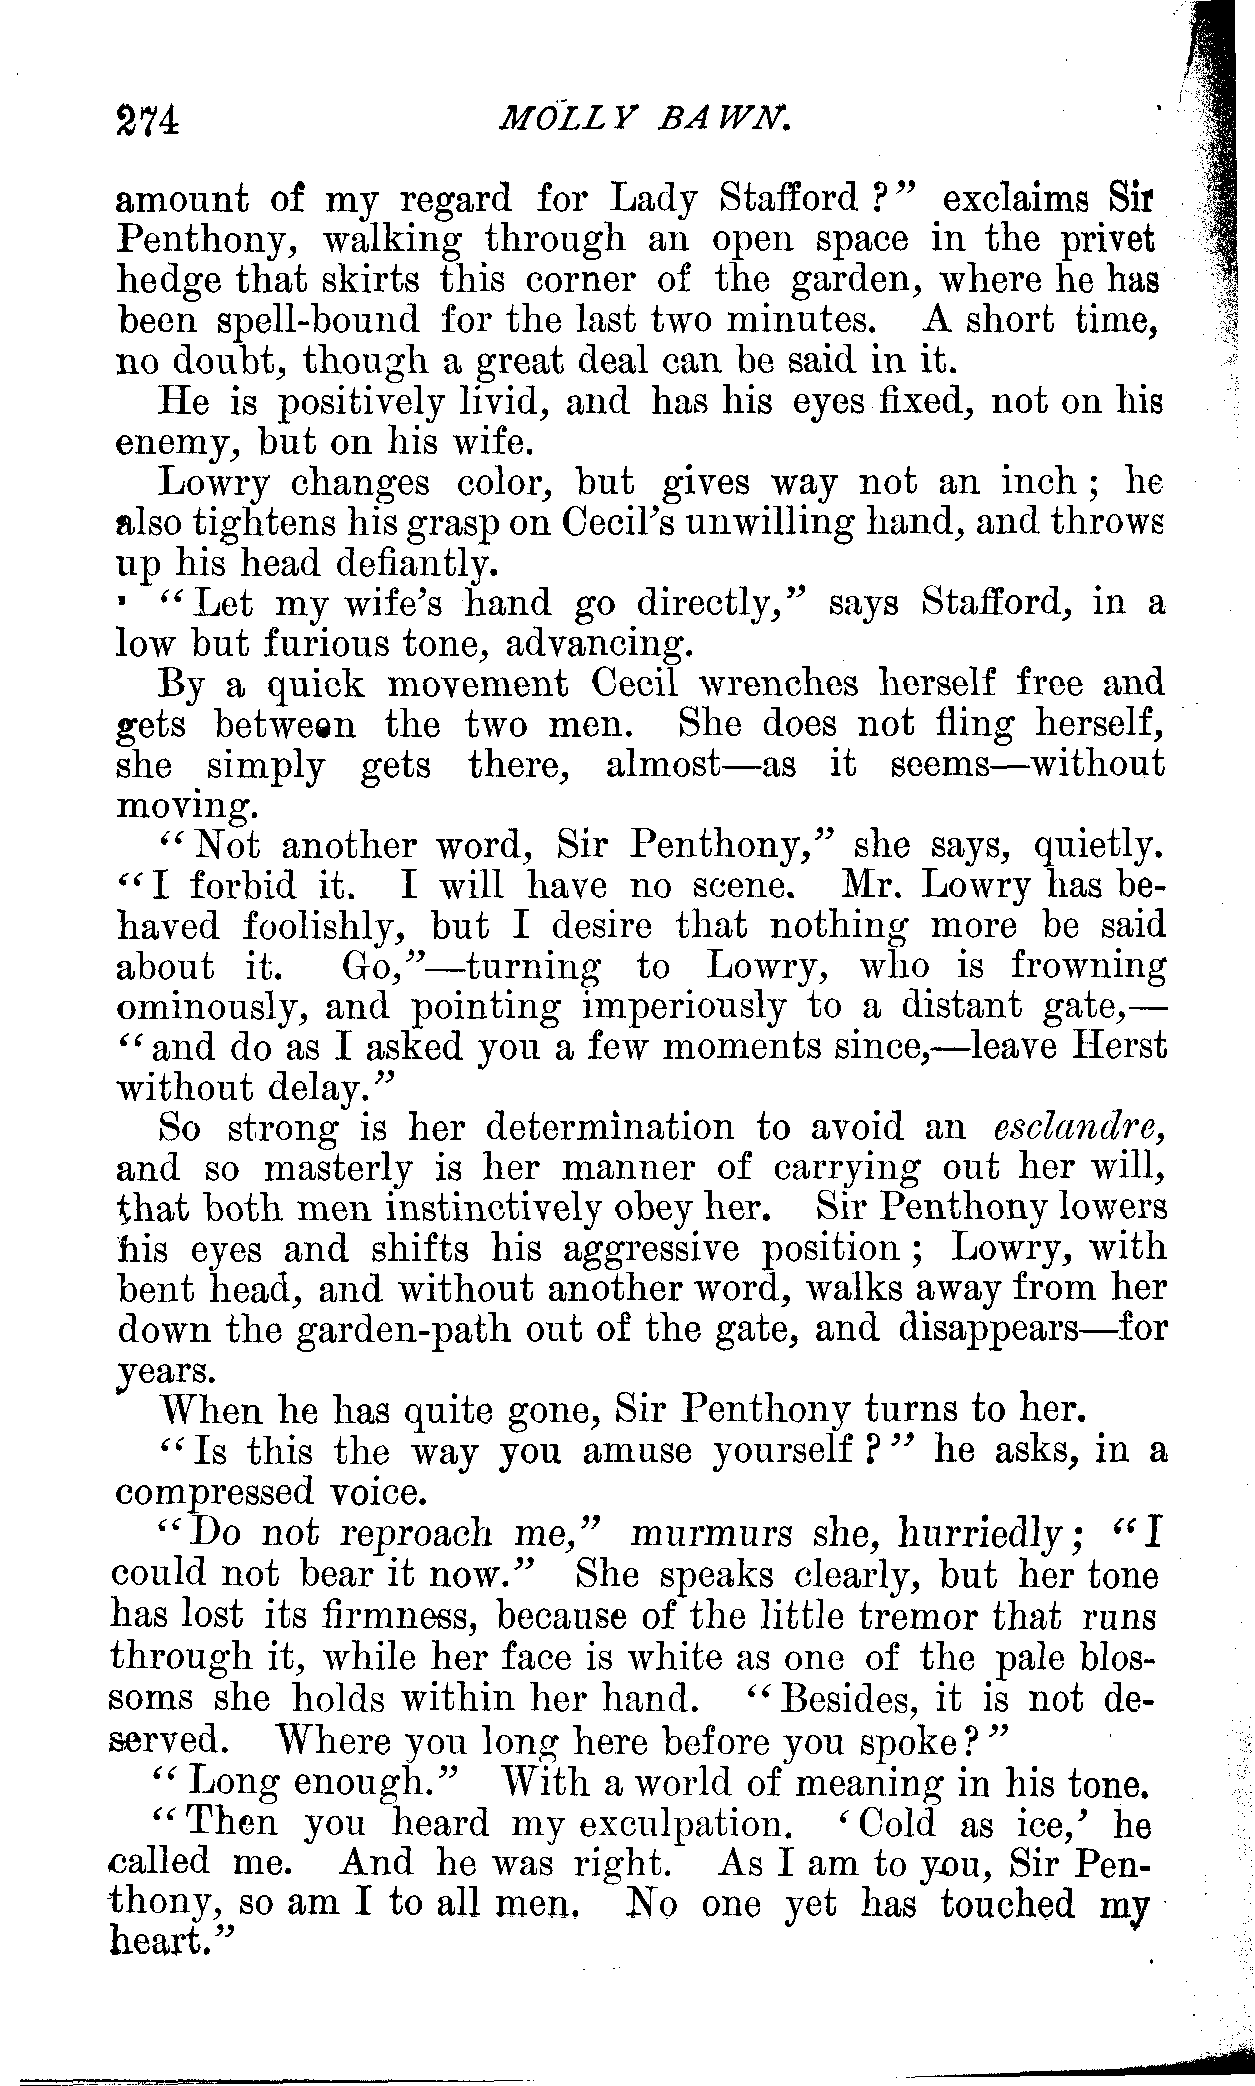 274 MOLLY BAWN.
amount of my regard for Lady Stafford ?” exclaims Sir
Penthony, walking through an open space in the privet
hedge that skirts this corner of the garden, where he has
been spell-bound for the last two minutes. A short time,
no doubt, though a great deal can be said in it.
He is positively livid, and has his eyes fixed, not on his
enemy, but on his wife.
Lowry changes color, but gives way not an inch ; he
also tightens his grasp on Cecil’s unwilling hand, and throws
up his head defiantly.
“Let my wife’s hand go directly,” says Stafford, in a
low but furious tone, advancing.
By a quick movement Cecil wrenches herself free and
gets between the two men. She does not fling herself,
she simply gets there, almost—as it seems—without
moving.
“Not another word, Sir Penthony,” she says, quietly.
“I forbid it. I will have no scene. Mr. Lowry has be-
haved foolishly, but I desire that nothing more be said
about it. Go,”—turning to Lowry, who is frowning
ominously, and pointing imperiously to a distant gate,—
“and do as I asked you a few moments since,—leave Herst
without delay.”
So strong is her determination to avoid an esclandre,
and so masterly is her manner of carrying out her will,
that both men instinctively obey her. Sir Penthony lowers
his eyes and shifts his aggressive position ; Lowry, with
bent head, and without another word, walks away from her
down the garden-path out of the gate, and disappears—for
years.
When he has quite gone, Sir Penthony turns to her.
“Is this the way you amuse yourself ?” he asks, in a
compressed voice.
“Do not reproach me,” murmurs she, hurriedly; “I
could not bear it now.” She speaks clearly, but her tone
has lost its firmness, because of the little tremor that runs
through it, while her face is white as one of the pale blos-
soms she holds within her hand. “Besides, it is not de-
served. Where you long here before you spoke?”
“Long enough.” With a world of meaning in his tone.
“Then you heard my exculpation. ‘Cold as ice,’ he
called me. And he was right. As I am to you, Sir Pen-
thony, so am I to all men. No one yet has touched my
heart.”